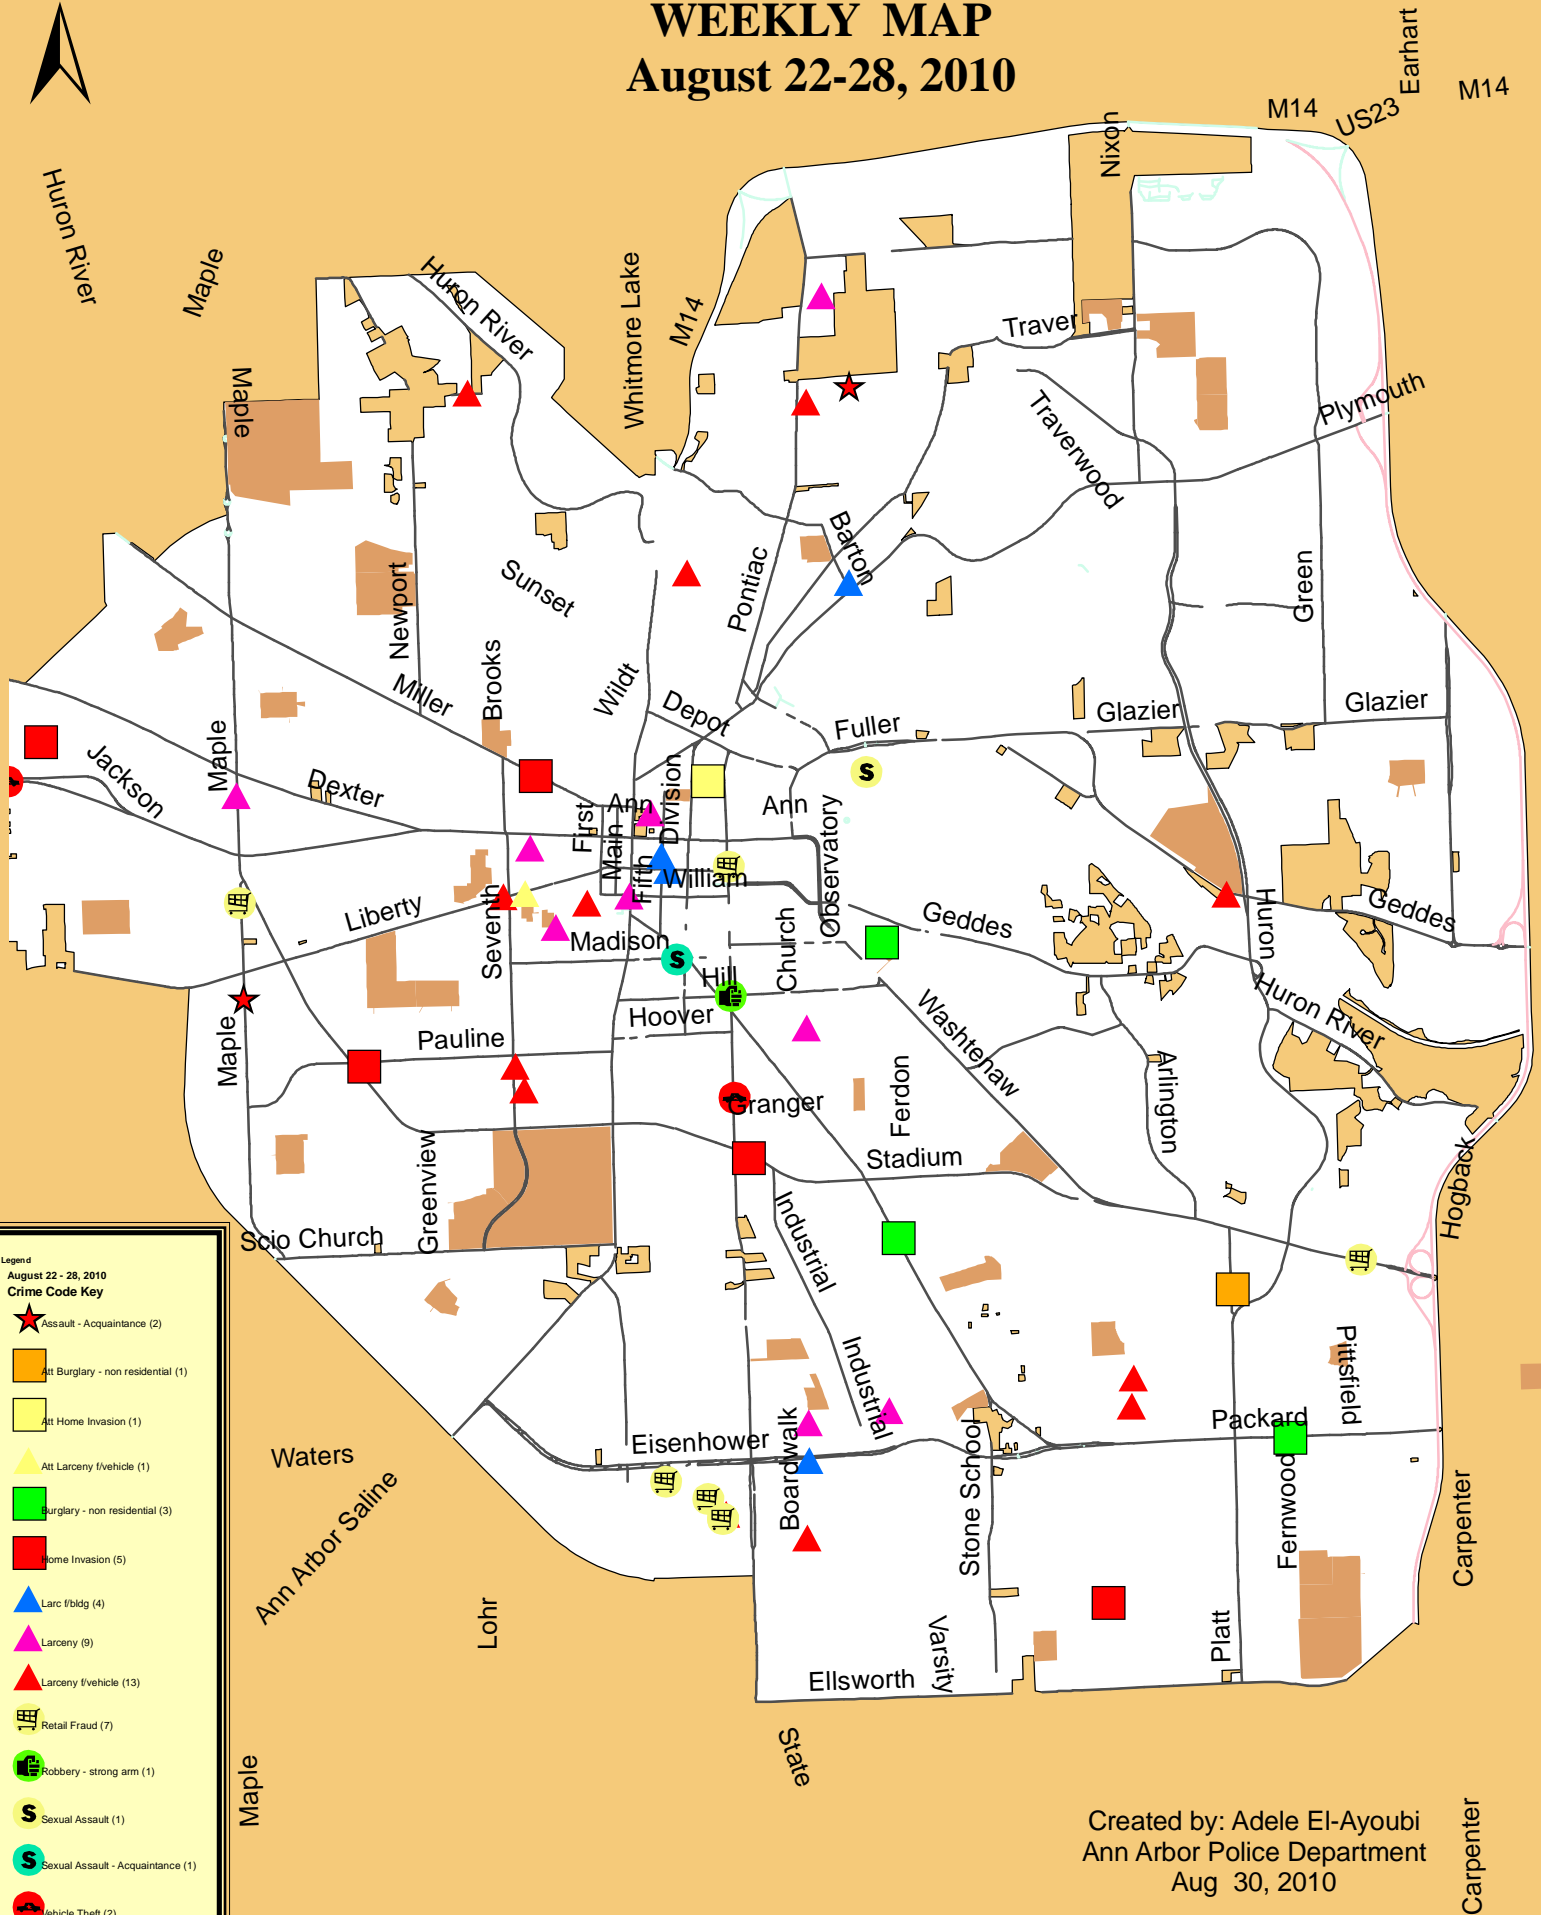 WEEKLY MAP
August 22-28, 2010
Earhart
M14
M14
US23
Nixon
Huron River
Maple
Huron River
Whitmore Lake
M14
Traver
Maple
Plymouth
Traverwood
Barton
Sunset
Newport
Pontiac
Green
Miller
Brooks
Wildt
Depot
Fuller
Glazier
Glazier
Maple
Jackson
Dexter
Division
Ann
Ann
First
Main
Fifth
William
Observatory
Liberty
Seventh
Madison
Church
Geddes
Geddes
Huron
Hill
Hoover
Huron River
Washtenaw
Pauline
Maple
Ferdon
Arlington
Granger
Greenview
Stadium
Hogback
Scio Church
Industrial
Industrial
Pittsfield
Packard
Eisenhower
Boardwalk
Stone School
Fernwood
Waters
Ann Arbor Saline
Carpenter
Lohr
Varsity
Platt
Ellsworth
State
Maple
Carpenter
Legend
August 22 - 28, 2010
Crime Code Key
Assault - Acquaintance (2)
Att Burglary - non residential (1)
Att Home Invasion (1)
Att Larceny f/vehicle (1)
Burglary - non residential (3)
Home Invasion (5)
Larc f/bldg (4)
Larceny (9)
Larceny f/vehicle (13)
Retail Fraud (7)
Robbery - strong arm (1)
S Sexual Assault (1)
S Sexual Assault - Acquaintance (1)
Vehicle Theft (2)
S
S
Created by: Adele El-Ayoubi
Ann Arbor Police Department
Aug 30, 2010